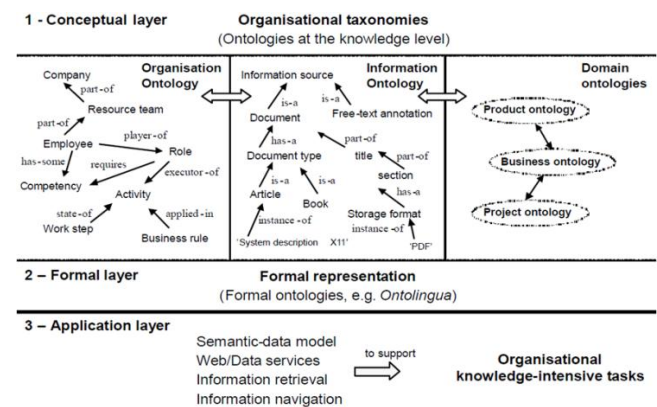 1 - Conceptual layer
Organisational taxonomies
(Ontologies at the knowledge level)
Organisation
Ontology
Company
part-of
Resource team
part-of
Employee
player-of
Role
has-some
requires
executor-of
Competency
Activity
state-of
applied-in
Work step
Business rule
Information
Ontology
Information source
is-a
is-a
Free-text annotation
Document
has-a
part-of
Document type
title
part-of
section
is-a
is-a
Article
Book
has-a
Storage format
instance -of
instance -of
'System description X11'
'PDF'
Domain
ontologies
Product ontology
Business ontology
Project ontology
2 – Formal layer
Formal representation
(Formal ontologies, e.g. Ontolingua)
3 – Application layer
Semantic-data model
Web/Data services
Information retrieval
Information navigation
to support
Organisational
knowledge-intensive tasks